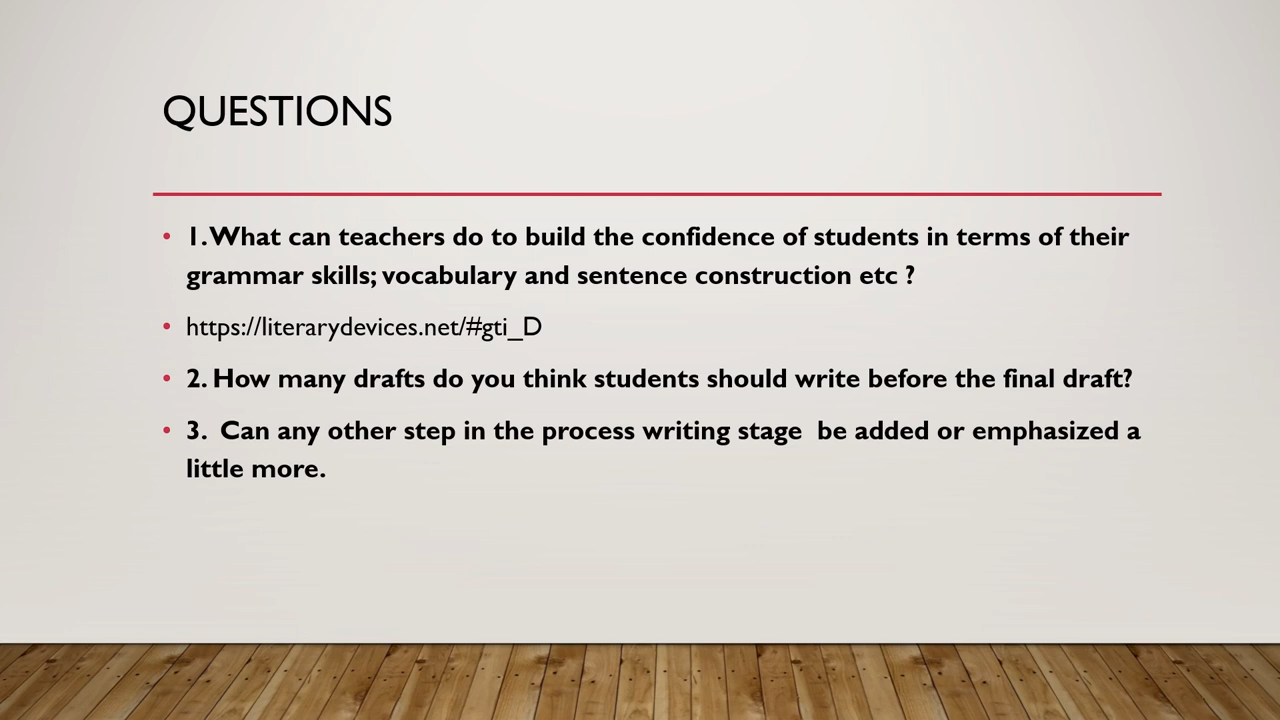 QUESTIONS
• 1.What can teachers do to build the confidence of students in terms of their
grammar skills; vocabulary and sentence construction etc ?
• https://literarydevices.net/#gti_D
• 2. How many drafts do you think students should write before the final draft?
• 3.  Can any other step in the process writing stage  be added or emphasized a
little more.